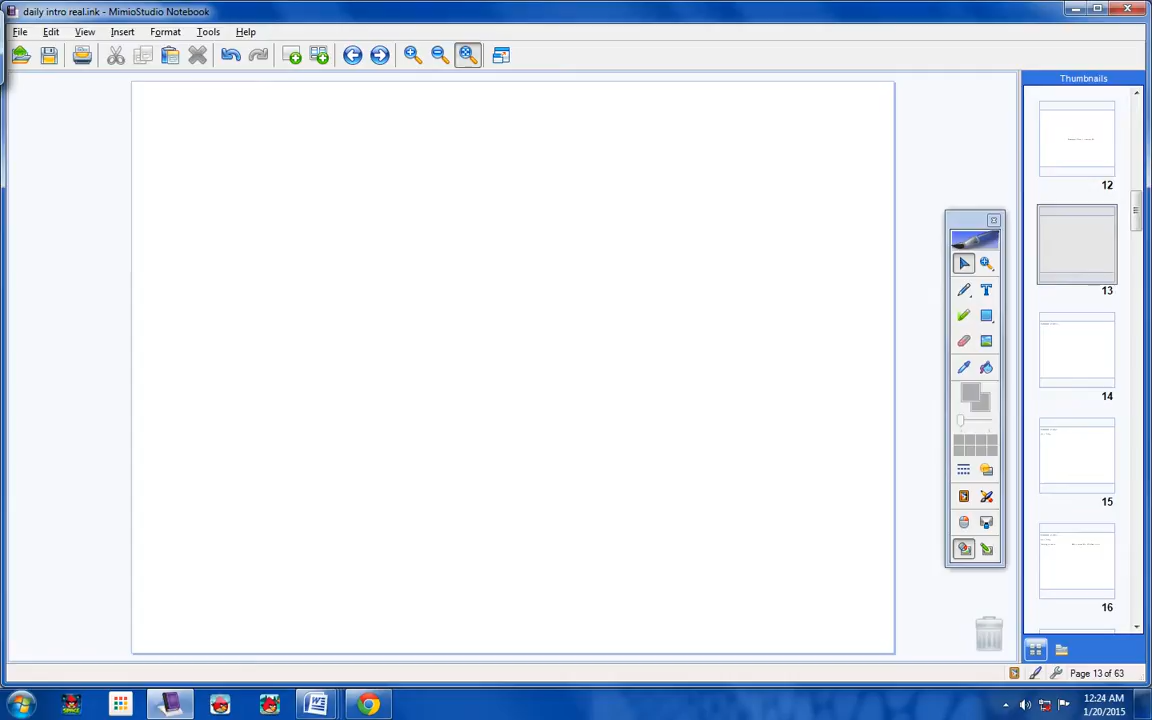 daily intro real.ink - MimioStudio Notebook
File Edit View Insert Format Tools Help
Thumbnails
12
13
14
15
16
Page 13 of 63
12:24 AM
1/20/2015